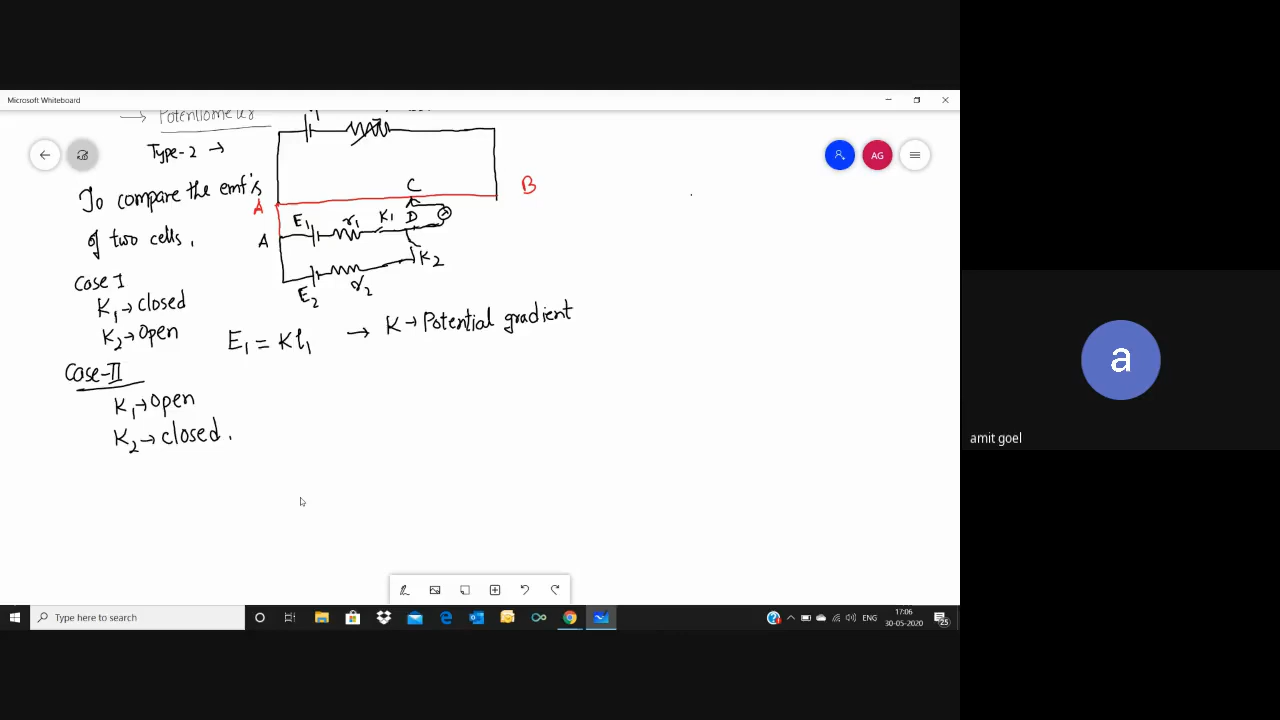 Microsoft Whiteboard
→ Potentiometer
Type-2 →
To compare the emf's
of two cells.
A
B
C
E1
r1
K1
D
A
K2
E2
r2
Case I
K1→closed
K2→Open
E1 = Kl1 → K→Potential gradient
Case-II
K1→Open
K2→closed.
AG
a
amit goel
Type here to search
ENG
17:06
30-05-2020
25